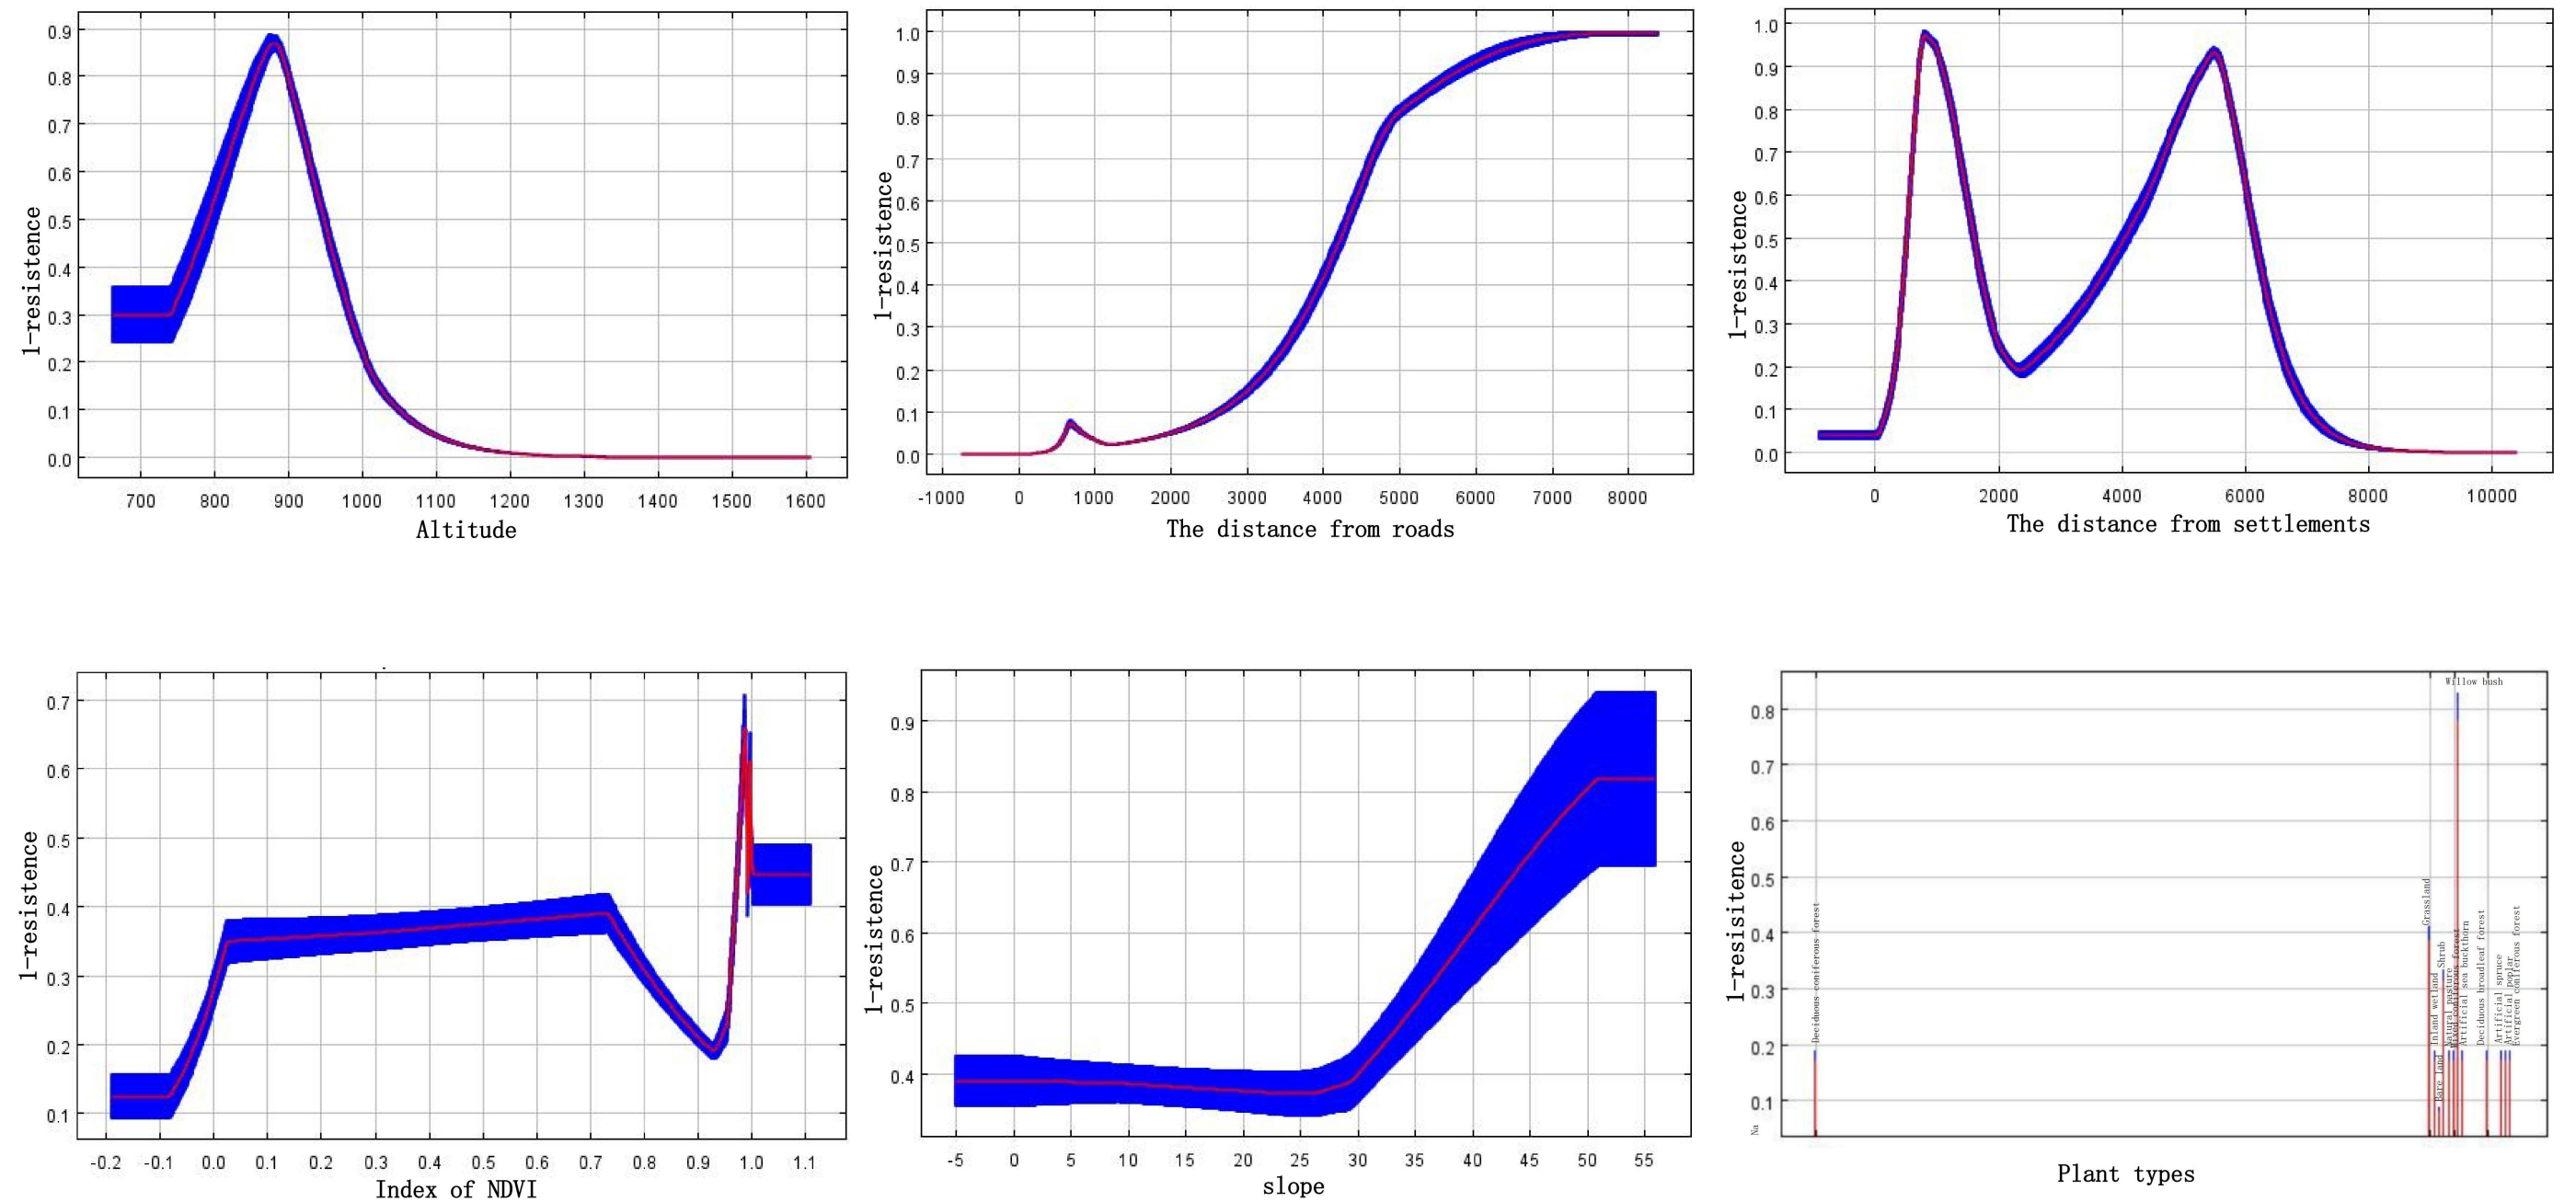 0.9
0.8
0.7
0.6
0.5
0.4
0.3
0.2
0.1
0.0
1-resistence
700 800 900 1000 1100 1200 1300 1400 1500 1600
Altitude
1.0
0.9
0.8
0.7
0.6
0.5
0.4
0.3
0.2
0.1
0.0
1-resistence
-1000 0 1000 2000 3000 4000 5000 6000 7000 8000
The distance from roads
1.0
0.9
0.8
0.7
0.6
0.5
0.4
0.3
0.2
0.1
0.0
1-resistence
0 2000 4000 6000 8000 10000
The distance from settlements
0.7
0.6
0.5
0.4
0.3
0.2
0.1
1-resistence
-0.2 -0.1 0.0 0.1 0.2 0.3 0.4 0.5 0.6 0.7 0.8 0.9 1.0 1.1
Index of NDVI
0.9
0.8
0.7
0.6
0.5
0.4
1-resistence
-5 0 5 10 15 20 25 30 35 40 45 50 55
slope
0.8
0.7
0.6
0.5
0.4
0.3
0.2
0.1
Na
1-resisitence
Deciduous coniferous forest
Grassland
Inland wetland
Bare land
Shrub
Natural pasture
Mixed coniferous forest
Willow bush
Artificial sea buckthorn
Deciduous broadleaf forest
Artificial spruce
Artificial poplar
Evergreen coniferous forest
Plant types